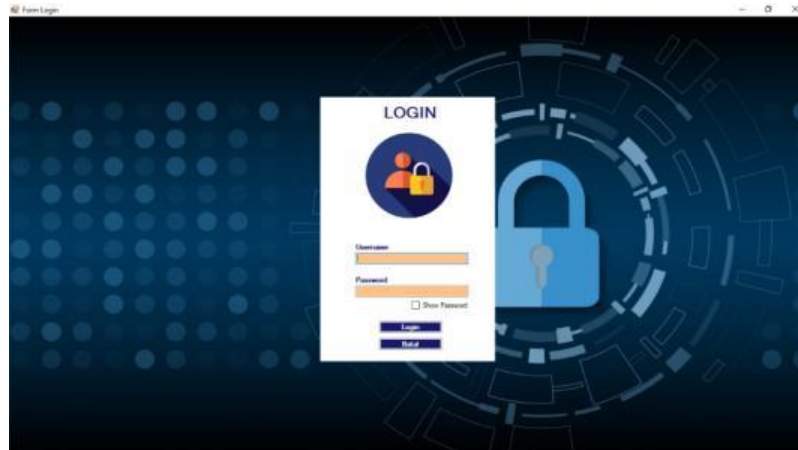 Form Login
LOGIN
Username
Password
Show Password
Login
Batal